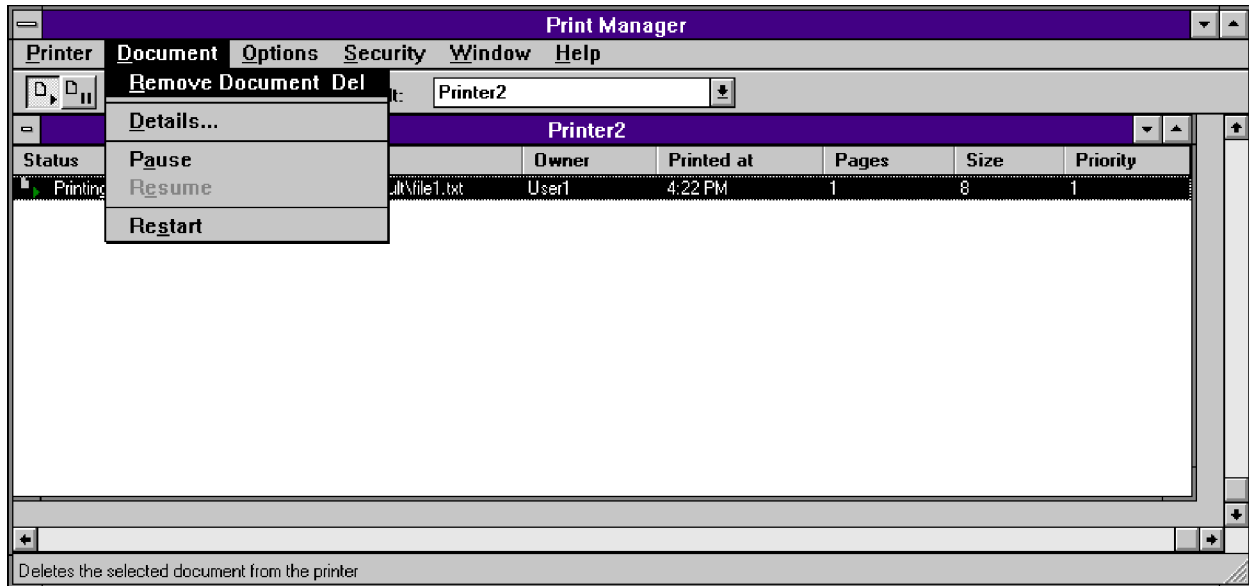 Print Manager
Printer Document Options Security Window Help
Remove Document Del
lt: Printer2
Details...
Printer2
Status Owner Printed at Pages Size Priority
Pause
Printing ult\file1.txt User1 4:22 PM 1 8 1
Resume
Restart
Deletes the selected document from the printer